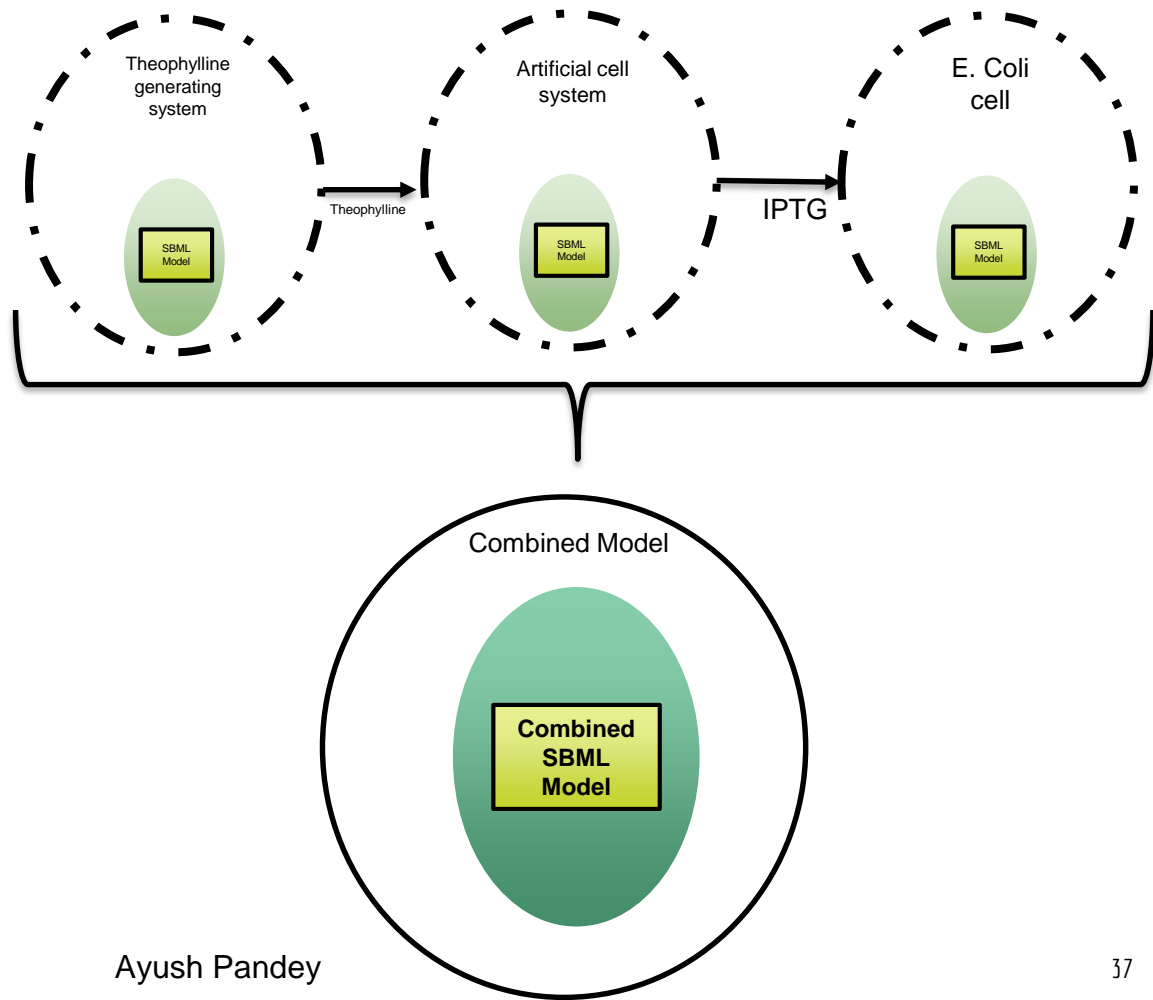 Theophylline
generating
system
SBML
Model
Theophylline
Artificial cell
system
SBML
Model
IPTG
E. Coli
cell
SBML
Model
Combined Model
Combined
SBML
Model
Ayush Pandey
37